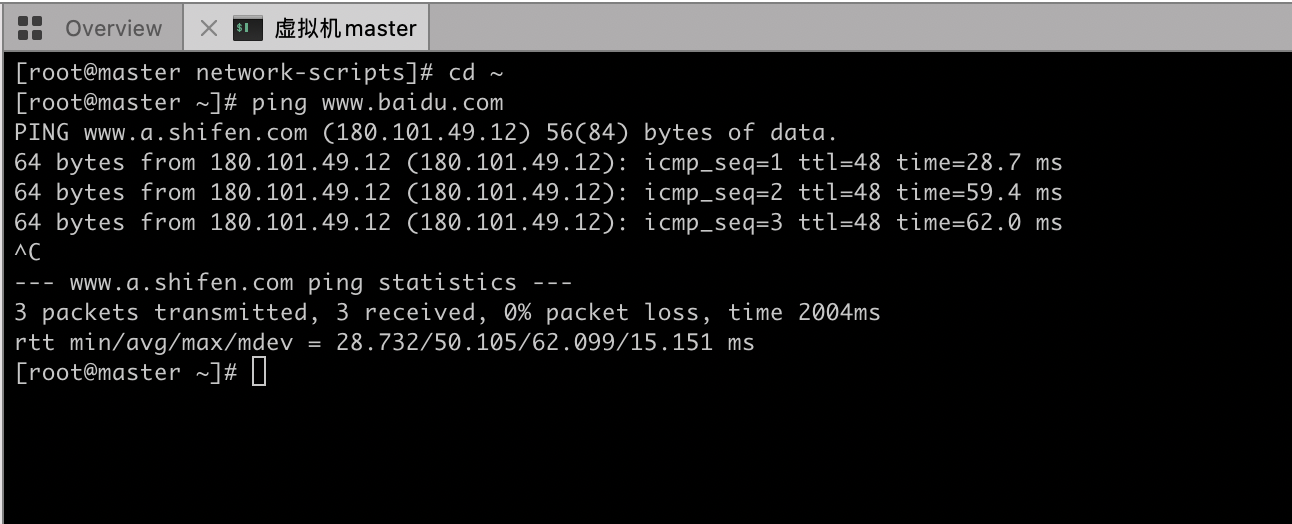 Overview
虚拟机master
[root@master network-scripts]# cd ~
[root@master ~]# ping www.baidu.com
PING www.a.shifen.com (180.101.49.12) 56(84) bytes of data.
64 bytes from 180.101.49.12 (180.101.49.12): icmp_seq=1 ttl=48 time=28.7 ms
64 bytes from 180.101.49.12 (180.101.49.12): icmp_seq=2 ttl=48 time=59.4 ms
64 bytes from 180.101.49.12 (180.101.49.12): icmp_seq=3 ttl=48 time=62.0 ms
^C
--- www.a.shifen.com ping statistics ---
3 packets transmitted, 3 received, 0% packet loss, time 2004ms
rtt min/avg/max/mdev = 28.732/50.105/62.099/15.151 ms
[root@master ~]#